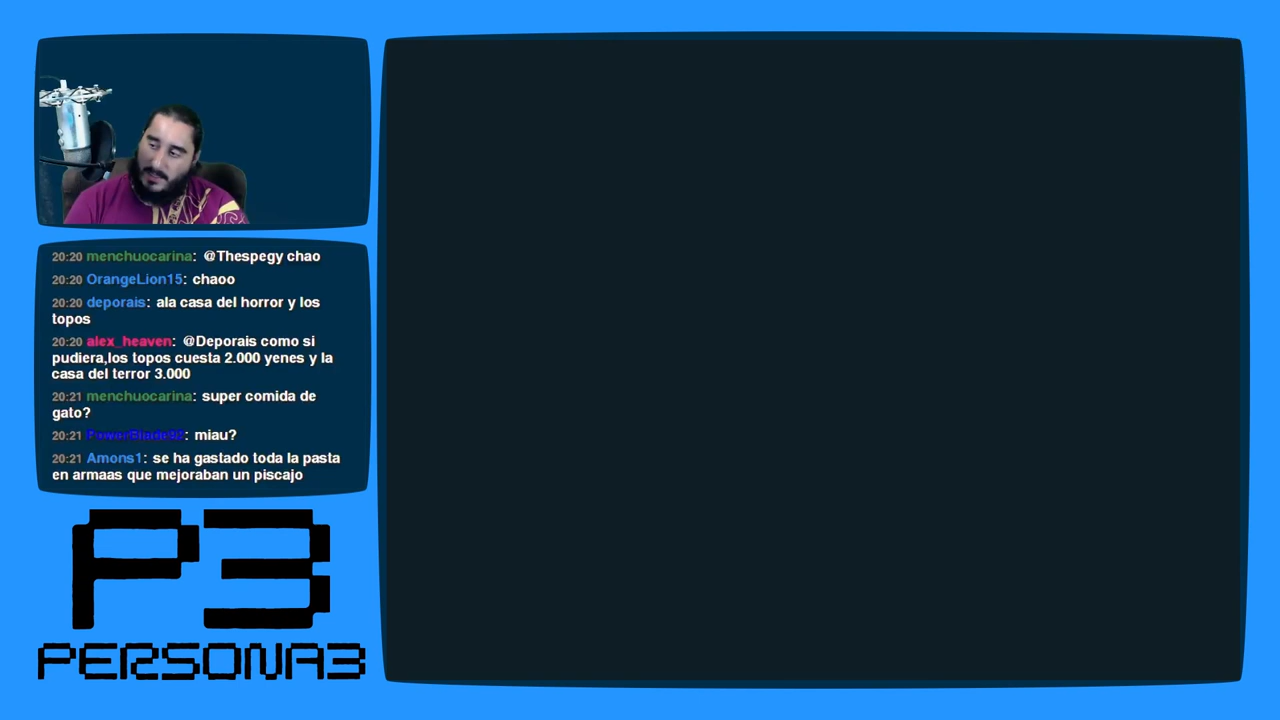 20:20 menchuocarina: @Thespegy chao
20:20 OrangeLion15: chaoo
20:20 deporais: ala casa del horror y los
topos
20:20 alex_heaven: @Deporais como si
pudiera,los topos cuesta 2.000 yenes y la
casa del terror 3.000
20:21 menchuocarina: super comida de
gato?
20:21 : miau?
20:21 Amons1: se ha gastado toda la pasta
en armaas que mejoraban un piscajo
P3
PERSONA3